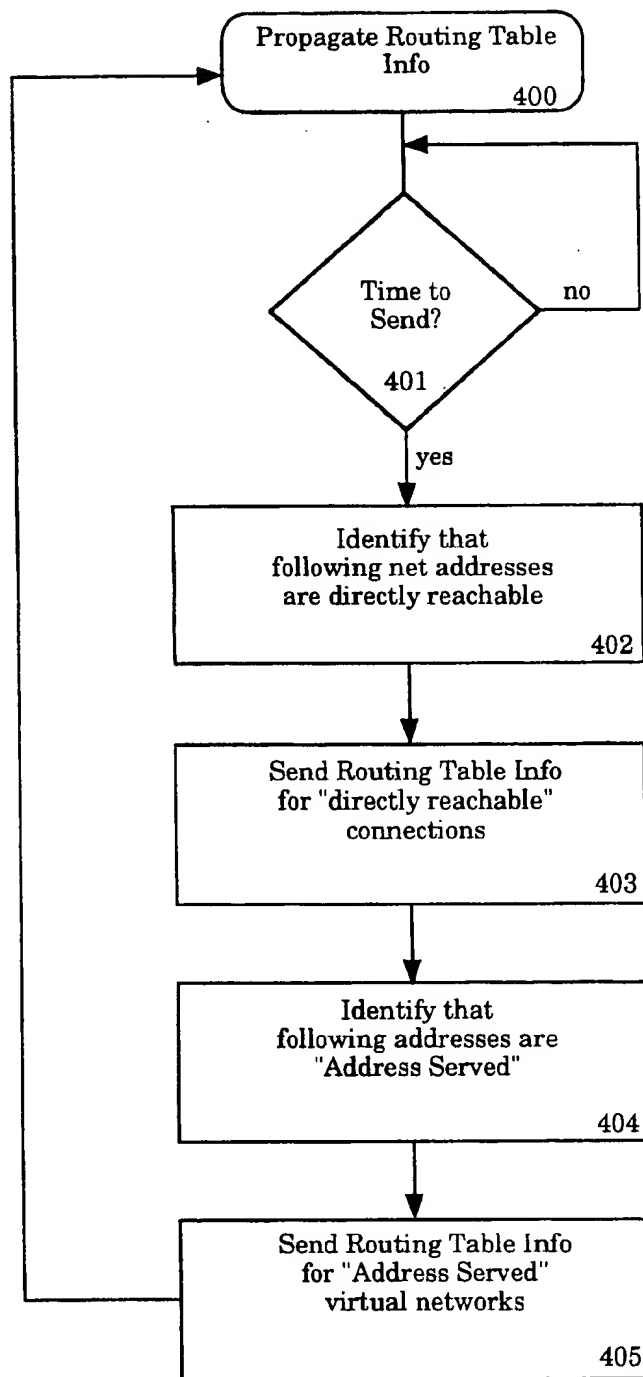 Propagate Routing Table
Info
400
Time to
Send?
no
401
yes
Identify that
following net addresses
are directly reachable
402
Send Routing Table Info
for "directly reachable"
connections
403
Identify that
following addresses are
"Address Served"
404
Send Routing Table Info
for "Address Served"
virtual networks
405